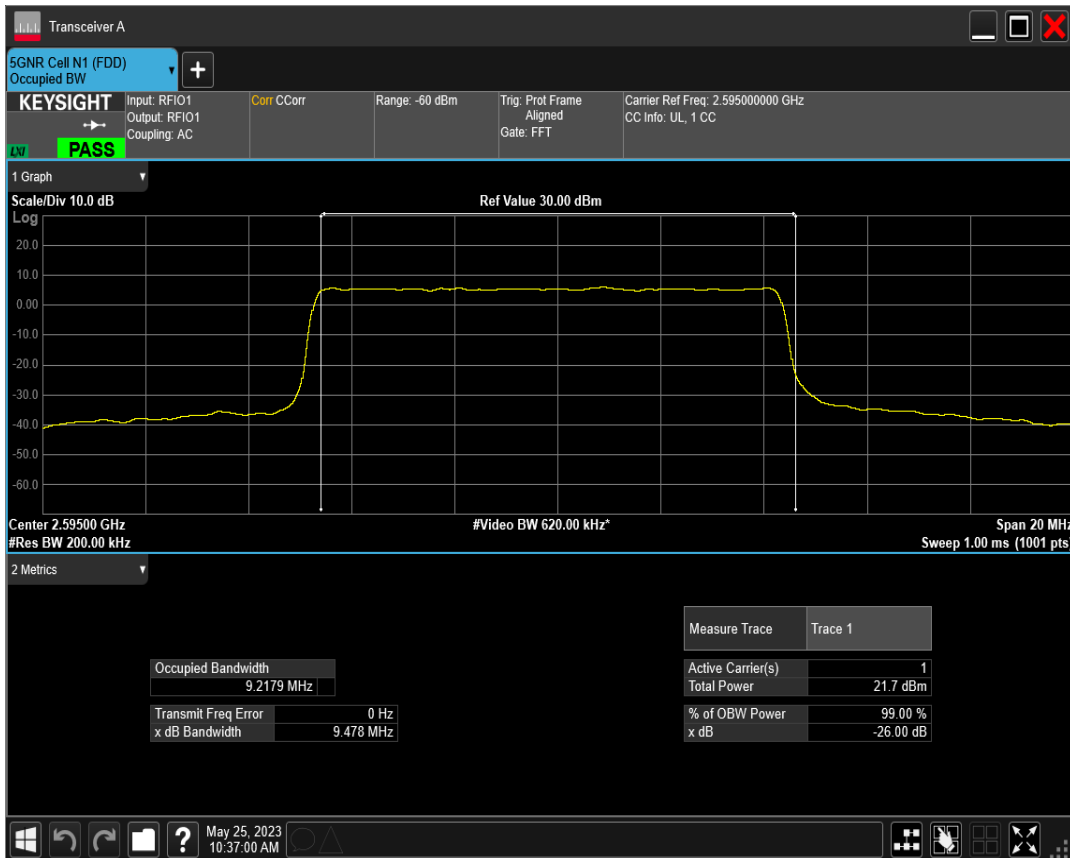 Transceiver A
5GNR Cell N1 (FDD)
Occupied BW
+
KEYSIGHT
LXI
PASS
Input: RFIO1
Output: RFIO1
Coupling: AC
Corr CCorr
Range: -60 dBm
Trig: Prot Frame
Aligned
Gate: FFT
Carrier Ref Freq: 2.595000000 GHz
CC Info: UL, 1 CC
1 Graph
Scale/Div 10.0 dB
Ref Value 30.00 dBm
Log
20.0
10.0
0.00
-10.0
-20.0
-30.0
-40.0
-50.0
-60.0
Center 2.59500 GHz
#Video BW 620.00 kHz*
Span 20 MHz
#Res BW 200.00 kHz
Sweep 1.00 ms (1001 pts)
2 Metrics
Measure Trace Trace 1
Occupied Bandwidth
9.2179 MHz
Active Carrier(s) 1
Total Power 21.7 dBm
Transmit Freq Error 0 Hz
x dB Bandwidth 9.478 MHz
% of OBW Power 99.00 %
x dB -26.00 dB
?
May 25, 2023
10:37:00 AM